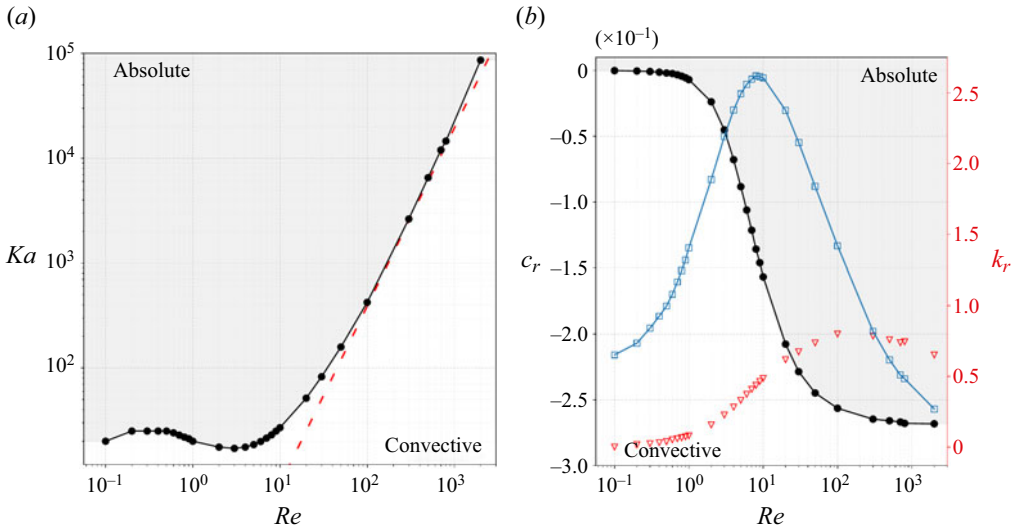 (a)
10⁵
Absolute
10⁴
Ka
10³
10²
Convective
10⁻¹ 10⁰ 10¹ 10² 10³
Re
(b)
(×10⁻¹)
0
Absolute
2.5
−0.5
2.0
−1.0
1.5
c_r
−1.5
k_r
1.0
−2.0
0.5
−2.5
0
Convective
−3.0
10⁻¹ 10⁰ 10¹ 10² 10³
Re